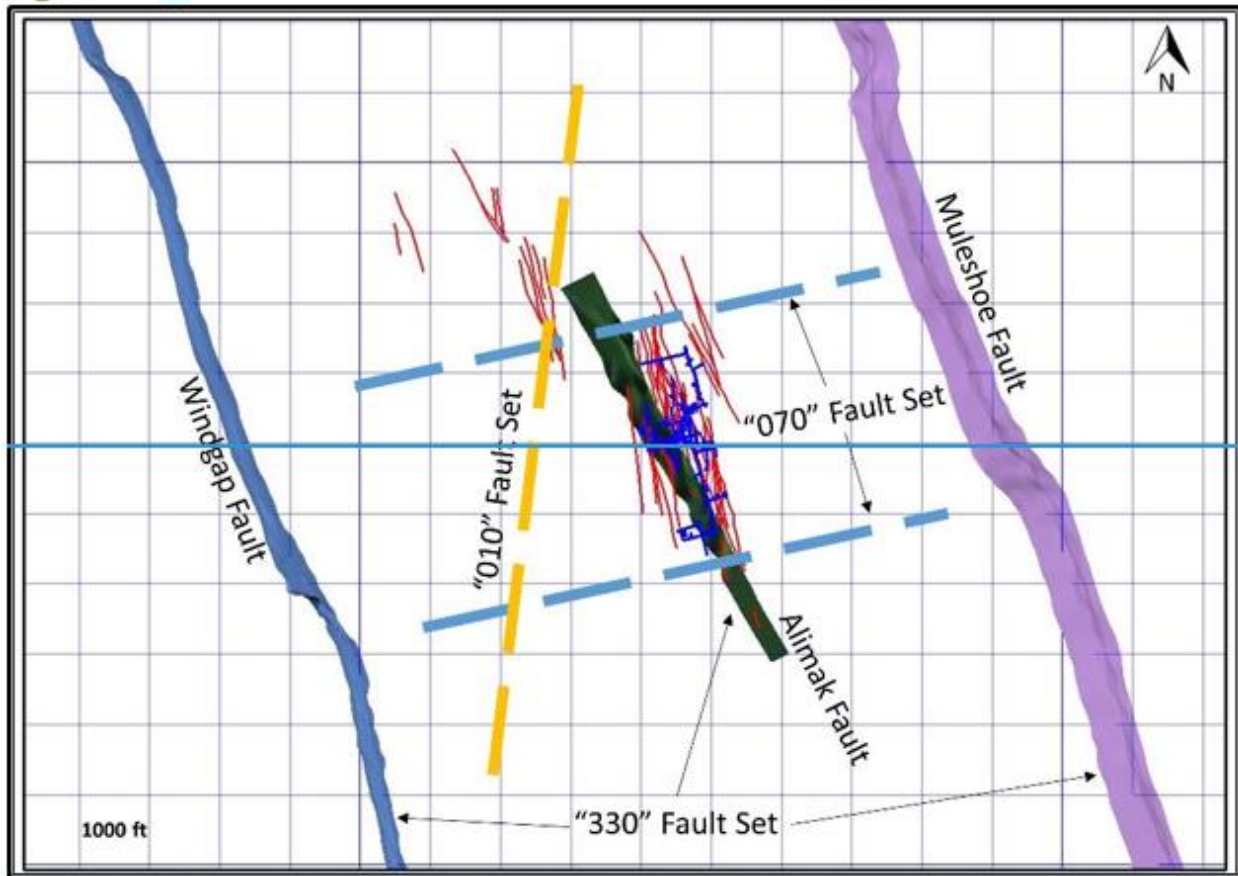 N
Muleshoe Fault
Windgap Fault
"010" Fault Set
"070" Fault Set
Alimak Fault
"330" Fault Set
1000 ft